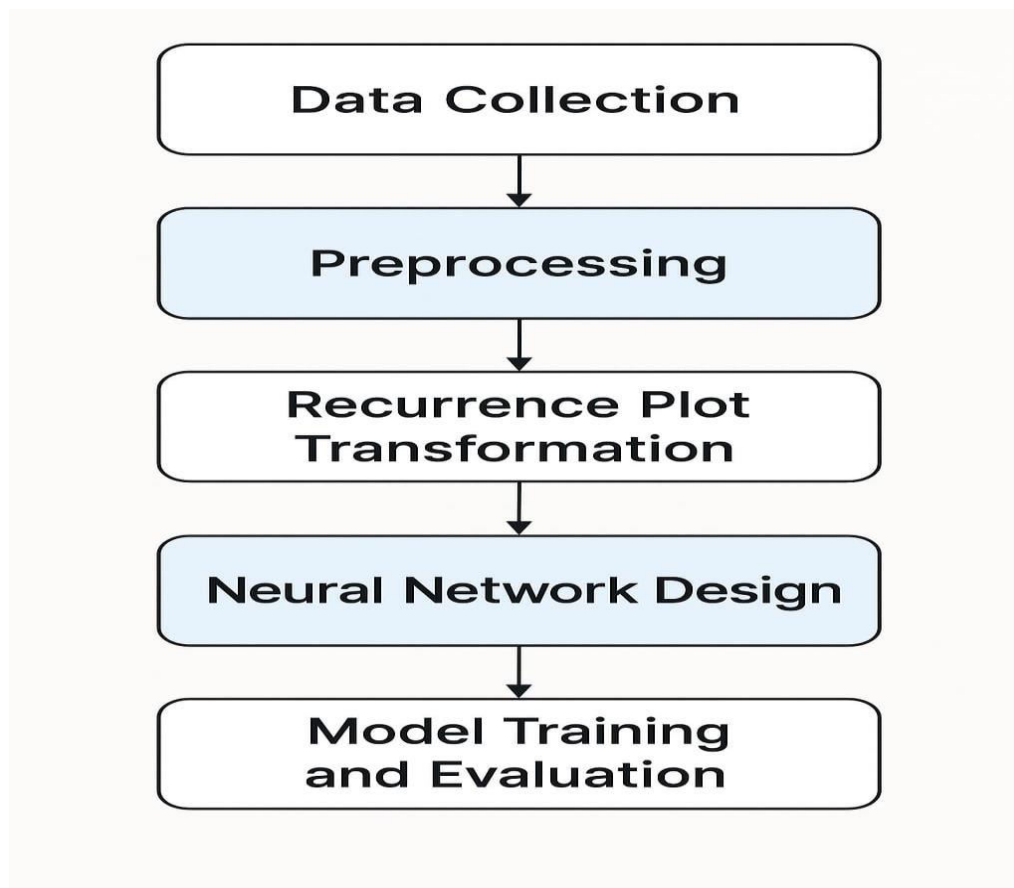 Data Collection
Preprocessing
Recurrence Plot
Transformation
Neural Network Design
Model Training
and Evaluation